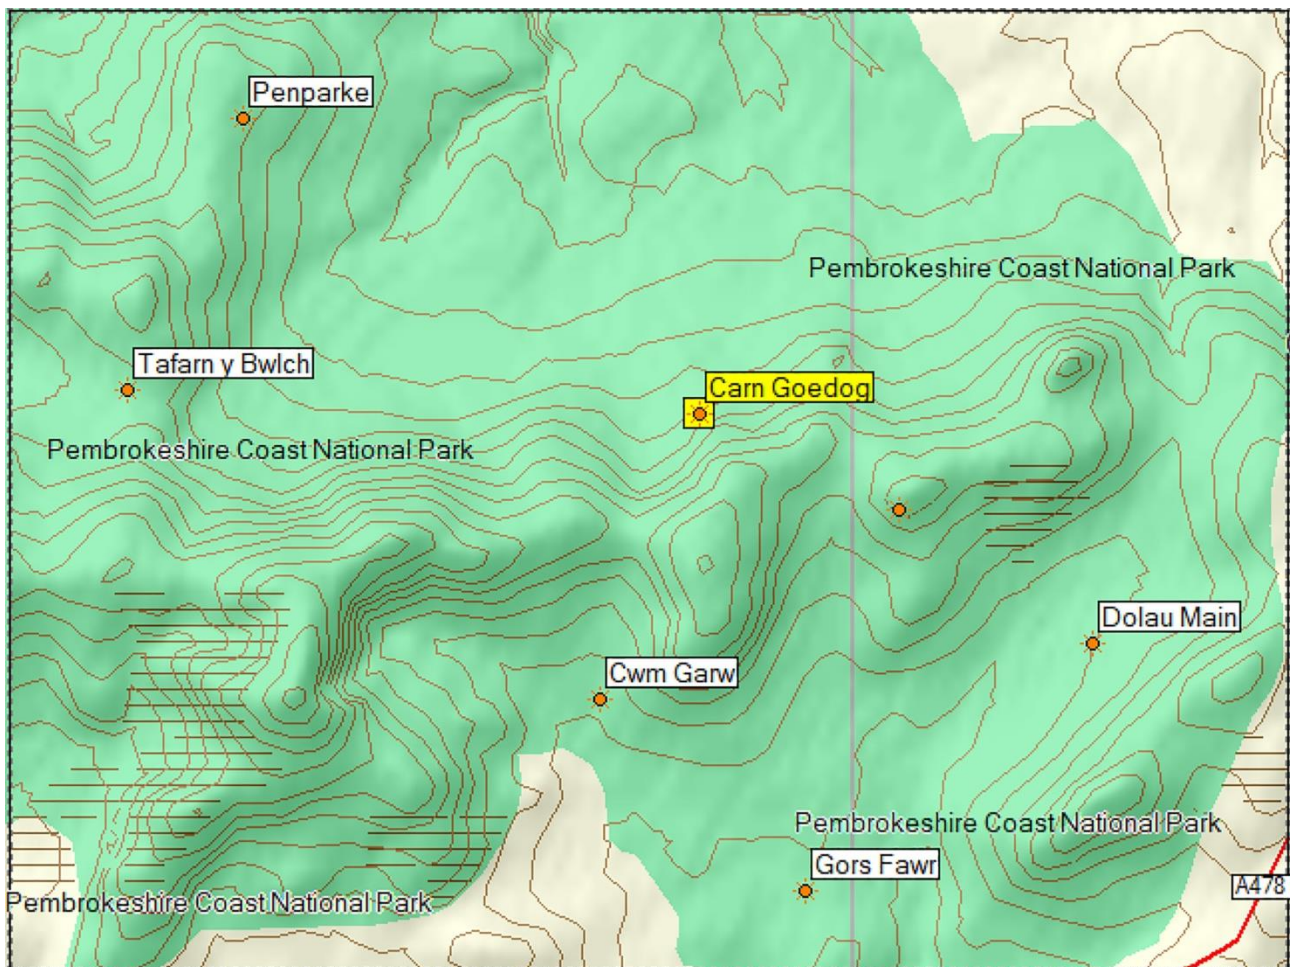 Penparke
Pembrokeshire Coast National Park
Tafarn y Bwlch
Carn Goedog
Pembrokeshire Coast National Park
Dolau Main
Cwm Garw
Pembrokeshire Coast National Park
Gors Fawr
A478
Pembrokeshire Coast National Park